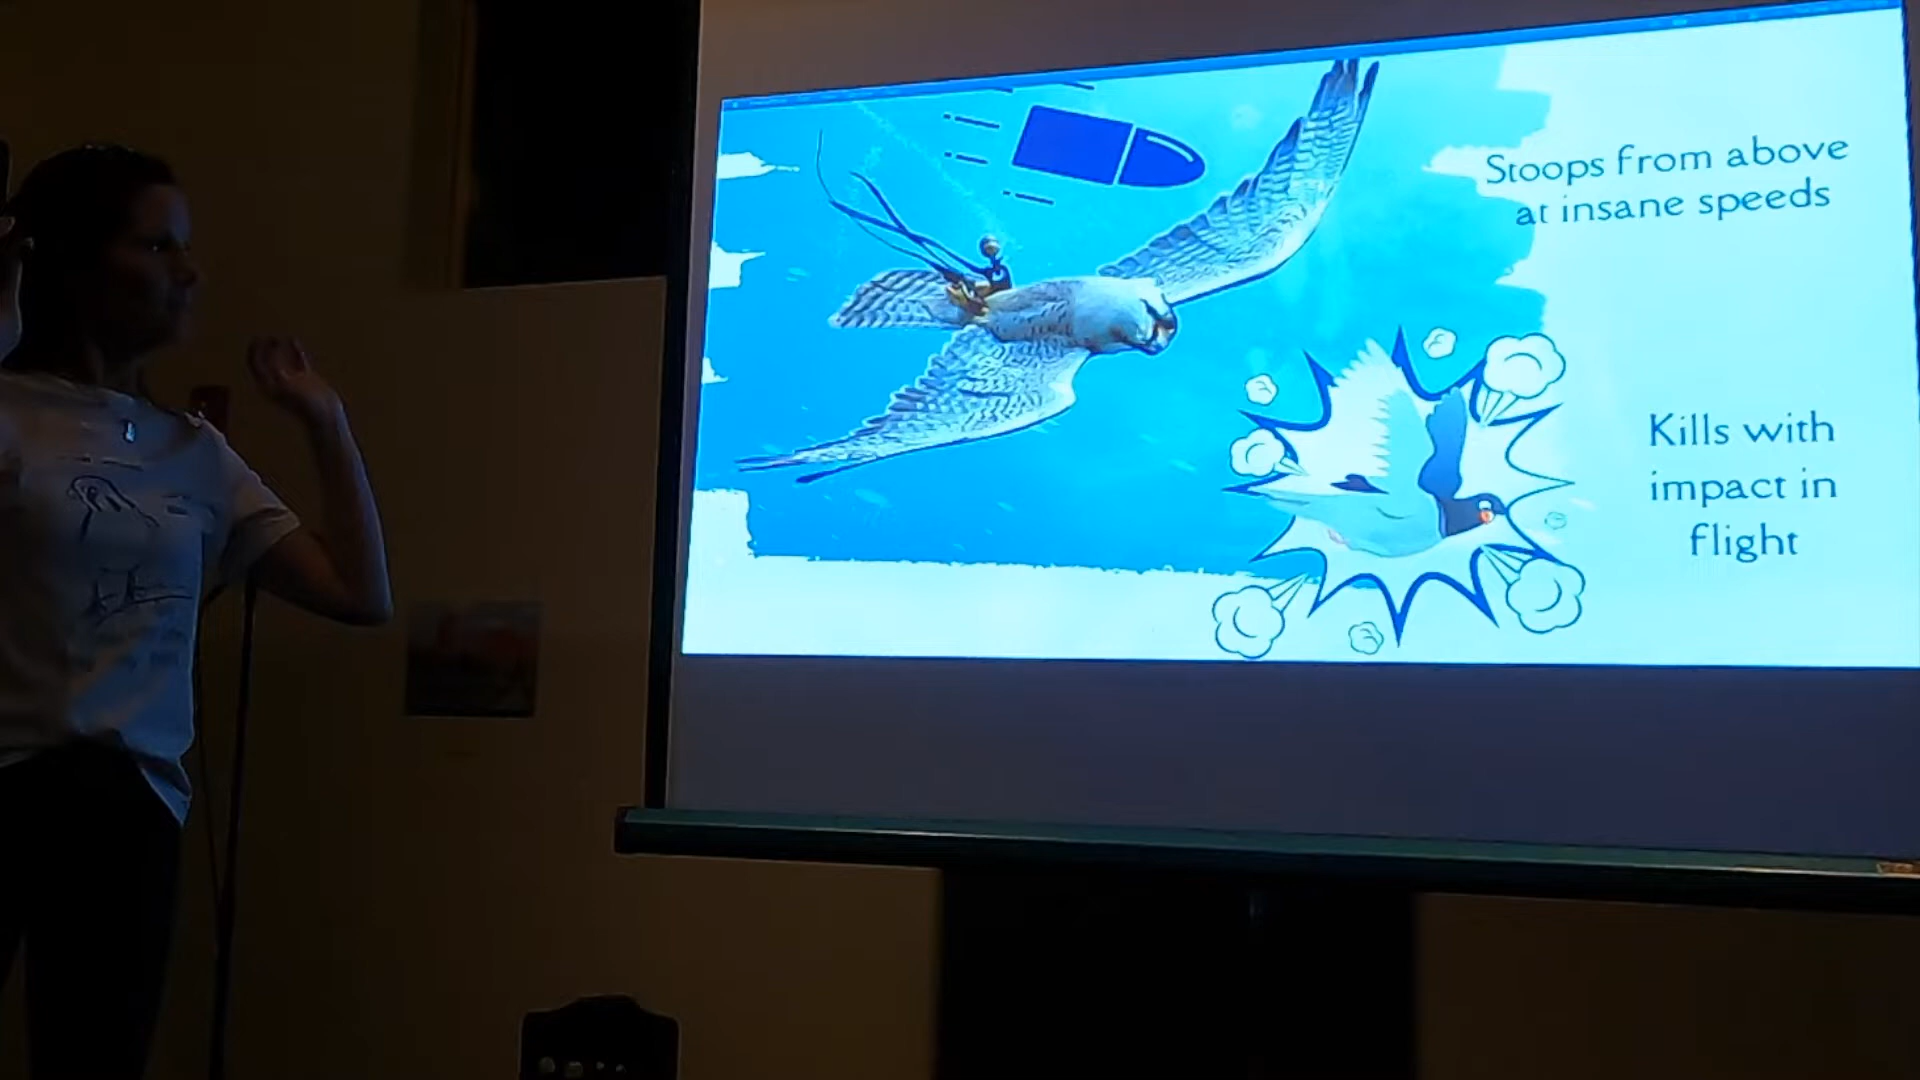 Stoops from above
at insane speeds
Kills with
impact in
flight